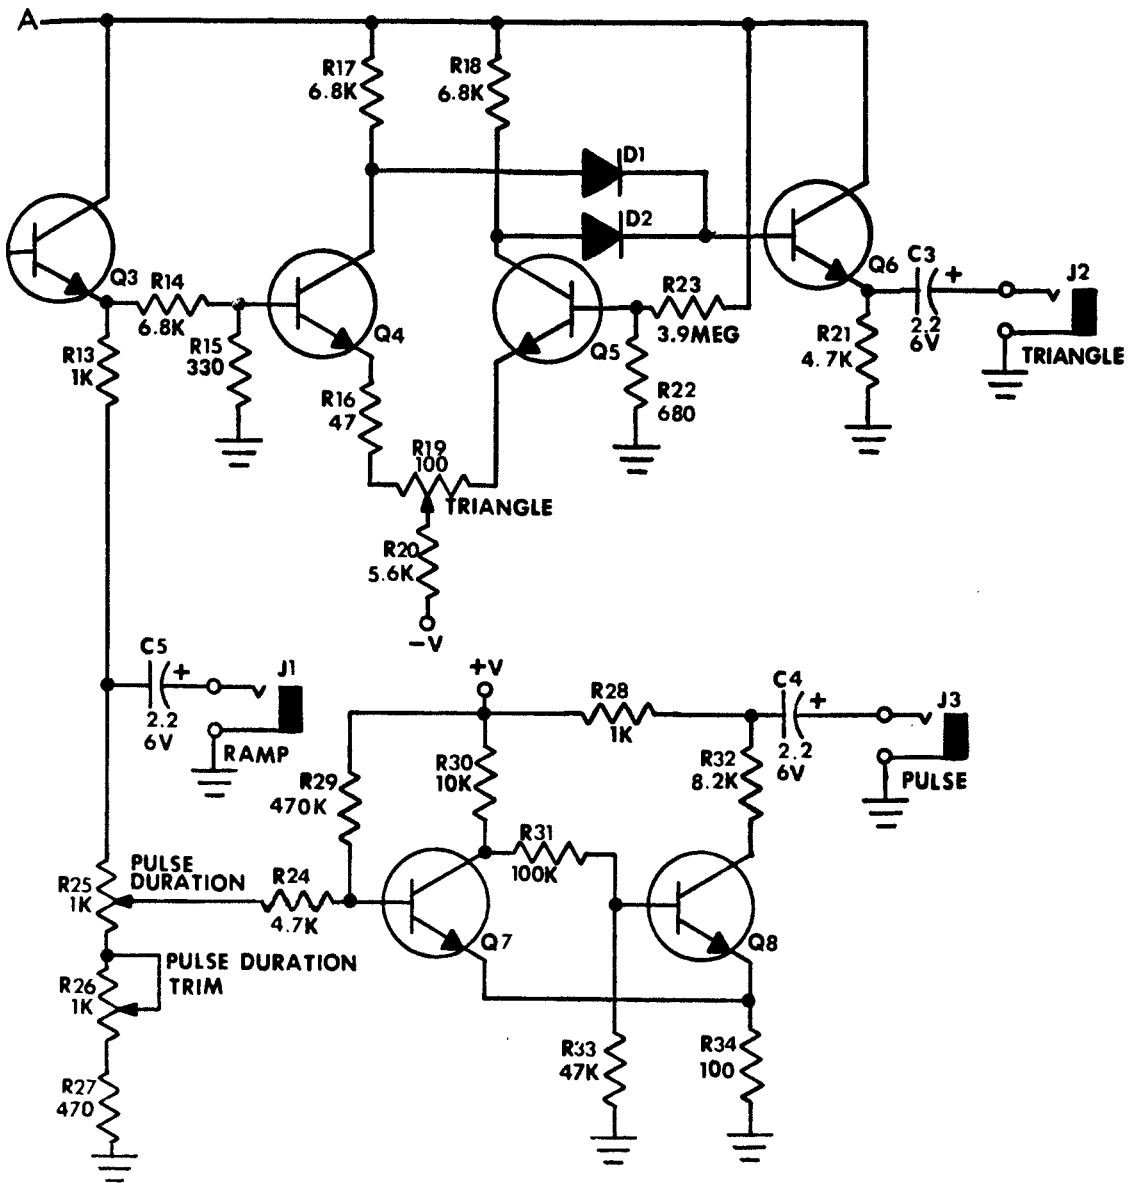 A
R17
6.8K
R18
6.8K
D1
D2
Q3
R14
6.8K
Q4
R23
3.9MEG
Q5
Q6
C3
+
2.2
6V
J2
TRIANGLE
R13
1K
R15
330
R16
47
R22
680
R21
4.7K
R19
100
TRIANGLE
R20
5.6K
-V
C5
+
2.2
6V
J1
RAMP
+V
R28
1K
C4
+
2.2
6V
J3
PULSE
R29
470K
R30
10K
R32
8.2K
R31
100K
PULSE
DURATION
R25
1K
R24
4.7K
Q7
Q8
PULSE DURATION
TRIM
R26
1K
R27
470
R33
47K
R34
100